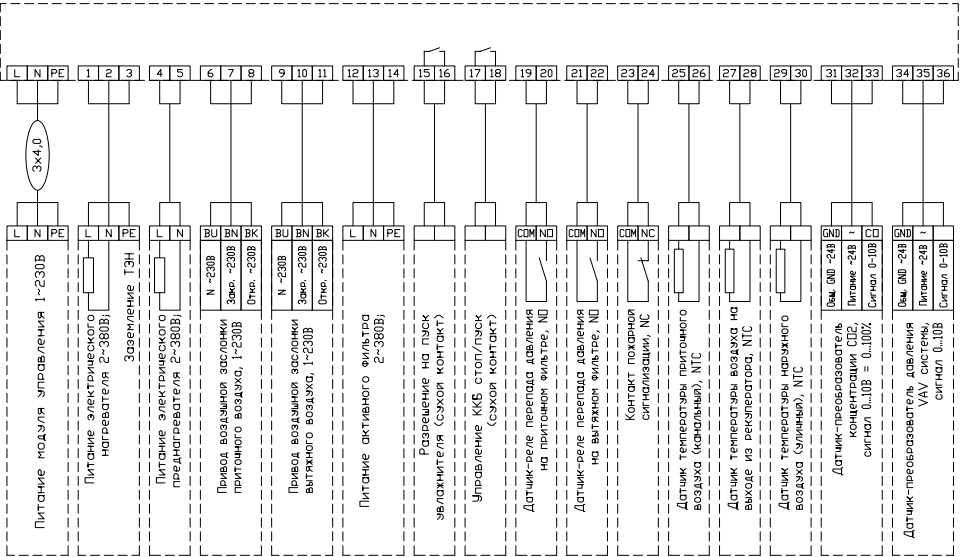 L N PE 1 2 3 4 5 6 7 8 9 10 11 12 13 14 15 16 17 18 19 20 21 22 23 24 25 26 27 28 29 30 31 32 33 34 35 36
3x4,0
L N PE L N PE L N BU BN BK BU BN BK L N PE COM NO COM NO COM NC GND ~ CO GND ~
N ~230В
Закр. ~230В
Откр. ~230В
N ~230В
Закр. ~230В
Откр. ~230В
Общ. GND ~24В
Питание ~24В
Сигнал 0-10В
Общ. GND ~24В
Питание ~24В
Сигнал 0-10В
Питание модуля управления 1~230В
Питание электрического
нагревателя 2~380В;
Заземление ТЭН
Питание электрического
преднагревателя 2~380В;
Привод воздушной заслонки
приточного воздуха, 1~230В
Привод воздушной заслонки
вытяжного воздуха, 1~230В
Питание активного фильтра
2~380В;
Разрешение на пуск
увлажнителя (сухой контакт)
Управление ККБ стоп/пуск
(сухой контакт)
Датчик-реле перепада давления
на приточном фильтре, NO
Датчик-реле перепада давления
на вытяжном фильтре, NO
Контакт пожарной
сигнализации, NC
Датчик температуры приточного
воздуха (канальный), NTC
Датчик температуры воздуха на
выходе из рекуператора, NTC
Датчик температуры наружного
воздуха (уличный), NTC
Датчик-преобразователь
концентрации CO2,
сигнал 0..10В = 0..100%
Датчик-преобразователь давления
VAV системы,
сигнал 0..10В